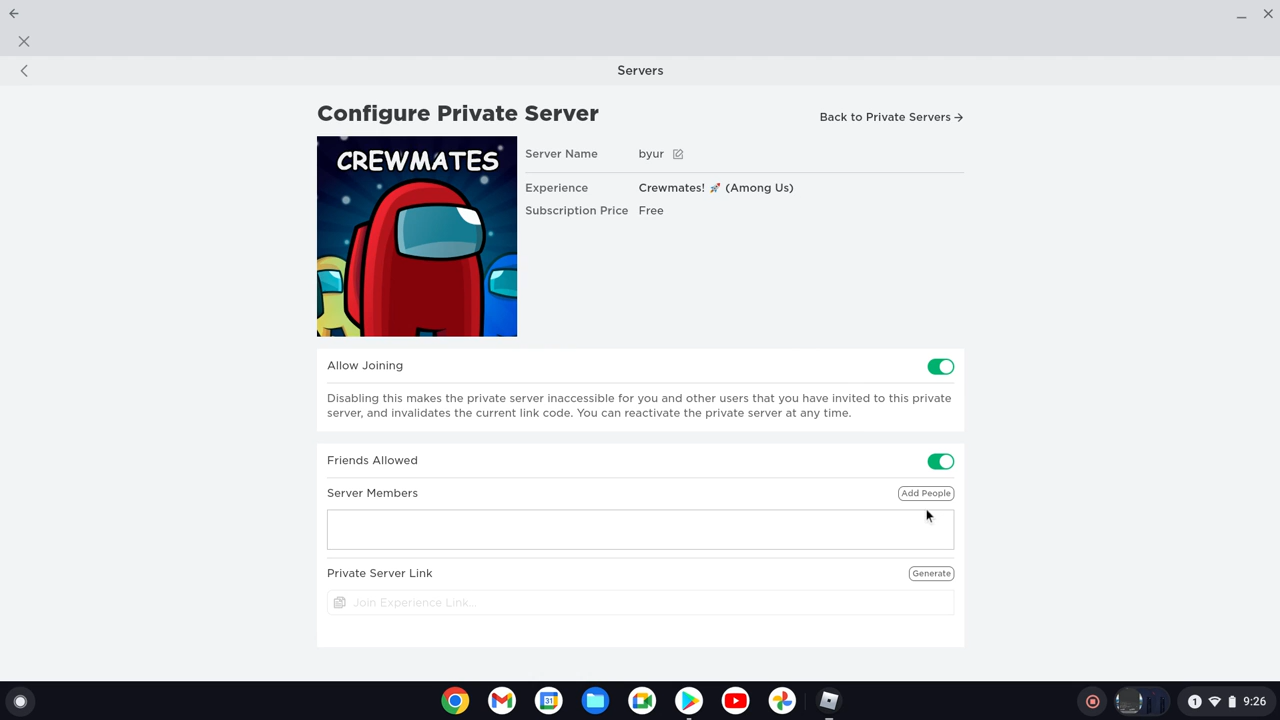 Servers
Configure Private Server
Back to Private Servers →
CREWMATES
Server Name byur
Experience Crewmates! 🚀 (Among Us)
Subscription Price Free
Allow Joining
Disabling this makes the private server inaccessible for you and other users that you have invited to this private
server, and invalidates the current link code. You can reactivate the private server at any time.
Friends Allowed
Server Members Add People
Private Server Link Generate
Join Experience Link...
31
1 9:26